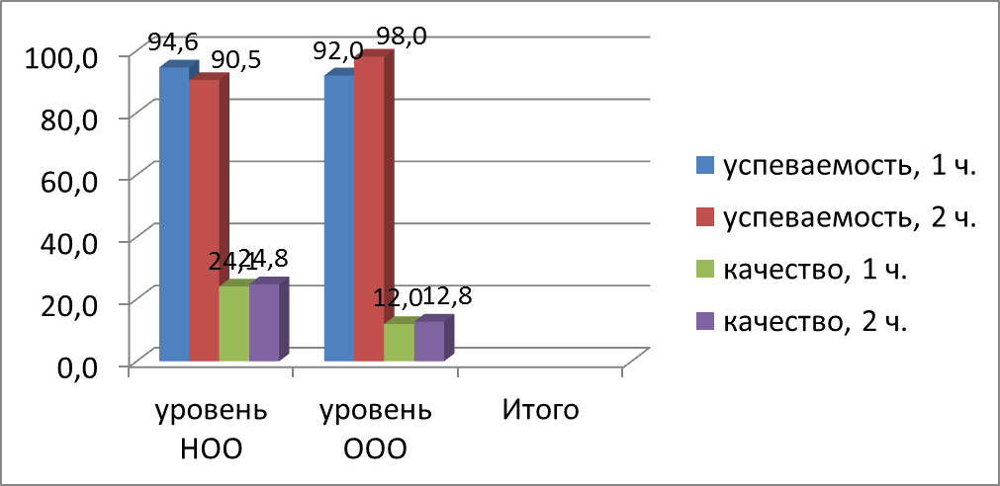 94,6
90,5
24,1
24,8
92,0
98,0
12,0
12,8
100,0
80,0
60,0
40,0
20,0
0,0
уровень
НОО
уровень
ООО
Итого
успеваемость, 1 ч.
успеваемость, 2 ч.
качество, 1 ч.
качество, 2 ч.